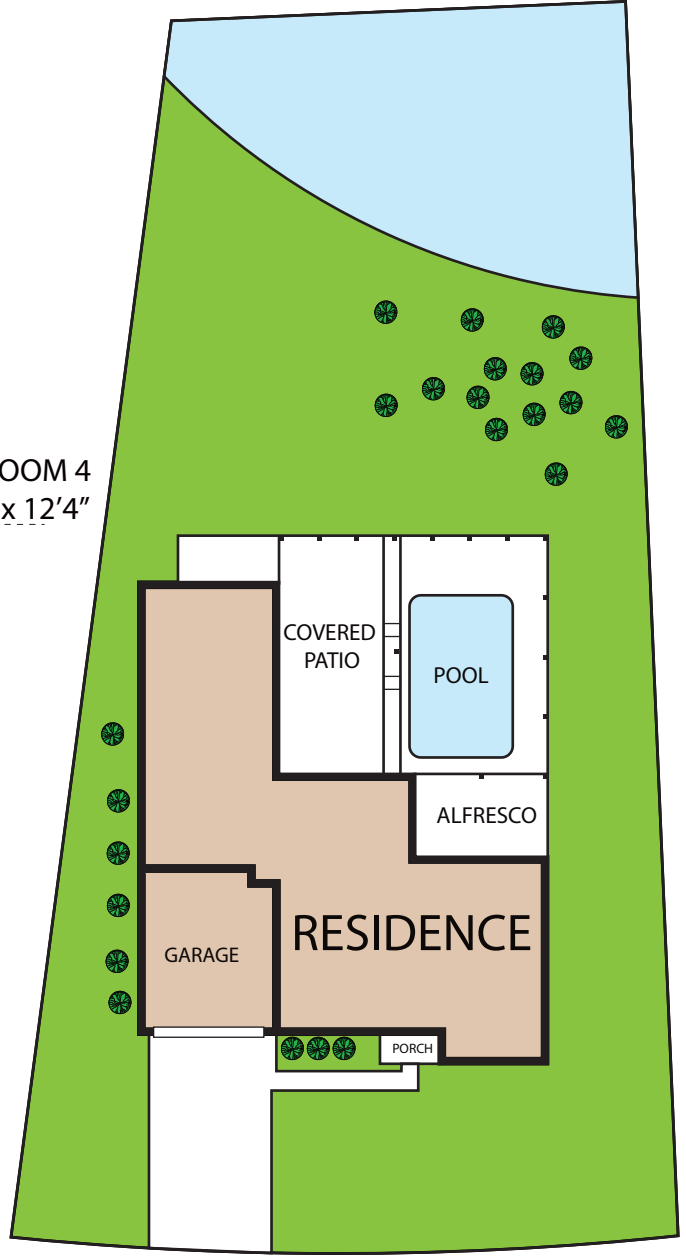 OOM 4
x 12’4”
COVERED
PATIO
POOL
ALFRESCO
RESIDENCE
GARAGE
PORCH